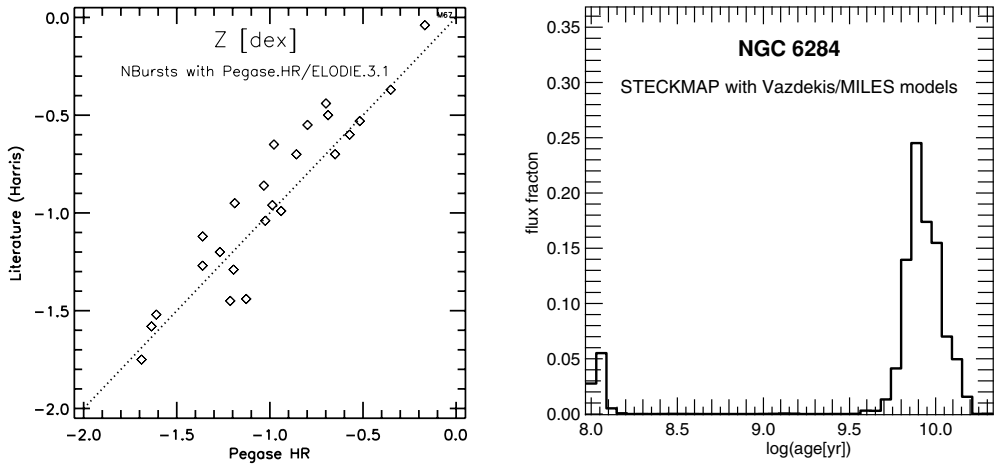 Z [dex]
NBursts with Pegase.HR/ELODIE.3.1
M67
0.0
−0.5
−1.0
−1.5
−2.0
Literature (Harris)
−2.0 −1.5 −1.0 −0.5 0.0
Pegase HR
NGC 6284
STECKMAP with Vazdekis/MILES models
0.35
0.30
0.25
0.20
0.15
0.10
0.05
0.00
flux fracton
8.0 8.5 9.0 9.5 10.0
log(age[yr])